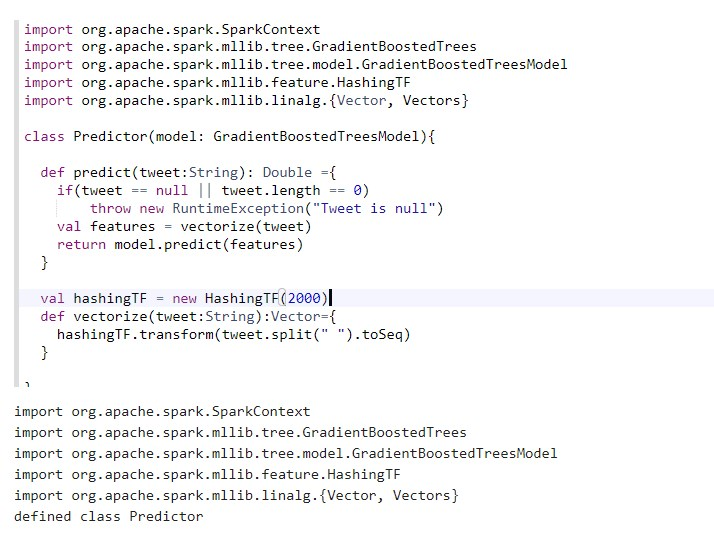 import org.apache.spark.SparkContext
import org.apache.spark.mllib.tree.GradientBoostedTrees
import org.apache.spark.mllib.tree.model.GradientBoostedTreesModel
import org.apache.spark.mllib.feature.HashingTF
import org.apache.spark.mllib.linalg.{Vector, Vectors}

class Predictor(model: GradientBoostedTreesModel){

  def predict(tweet:String): Double ={
    if(tweet == null || tweet.length == 0)
        throw new RuntimeException("Tweet is null")
    val features = vectorize(tweet)
    return model.predict(features)
  }

  val hashingTF = new HashingTF(2000)
  def vectorize(tweet:String):Vector={
    hashingTF.transform(tweet.split(" ").toSeq)
  }

}
import org.apache.spark.SparkContext
import org.apache.spark.mllib.tree.GradientBoostedTrees
import org.apache.spark.mllib.tree.model.GradientBoostedTreesModel
import org.apache.spark.mllib.feature.HashingTF
import org.apache.spark.mllib.linalg.{Vector, Vectors}
defined class Predictor